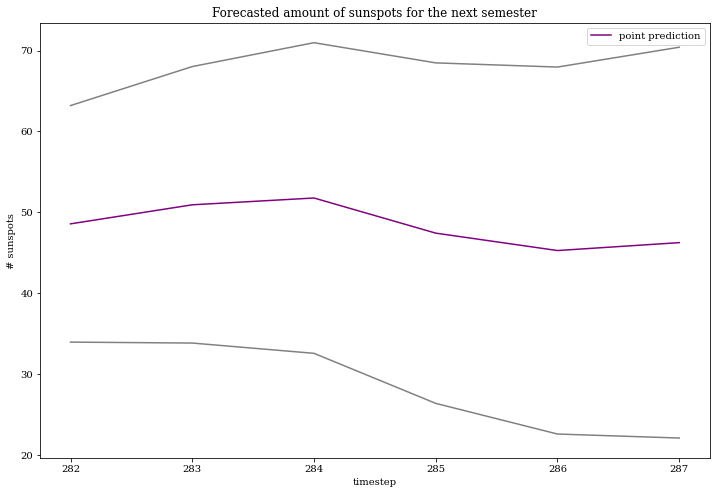 Forecasted amount of sunspots for the next semester
point prediction
# sunspots
70
60
50
40
30
20
282 283 284 285 286 287
timestep